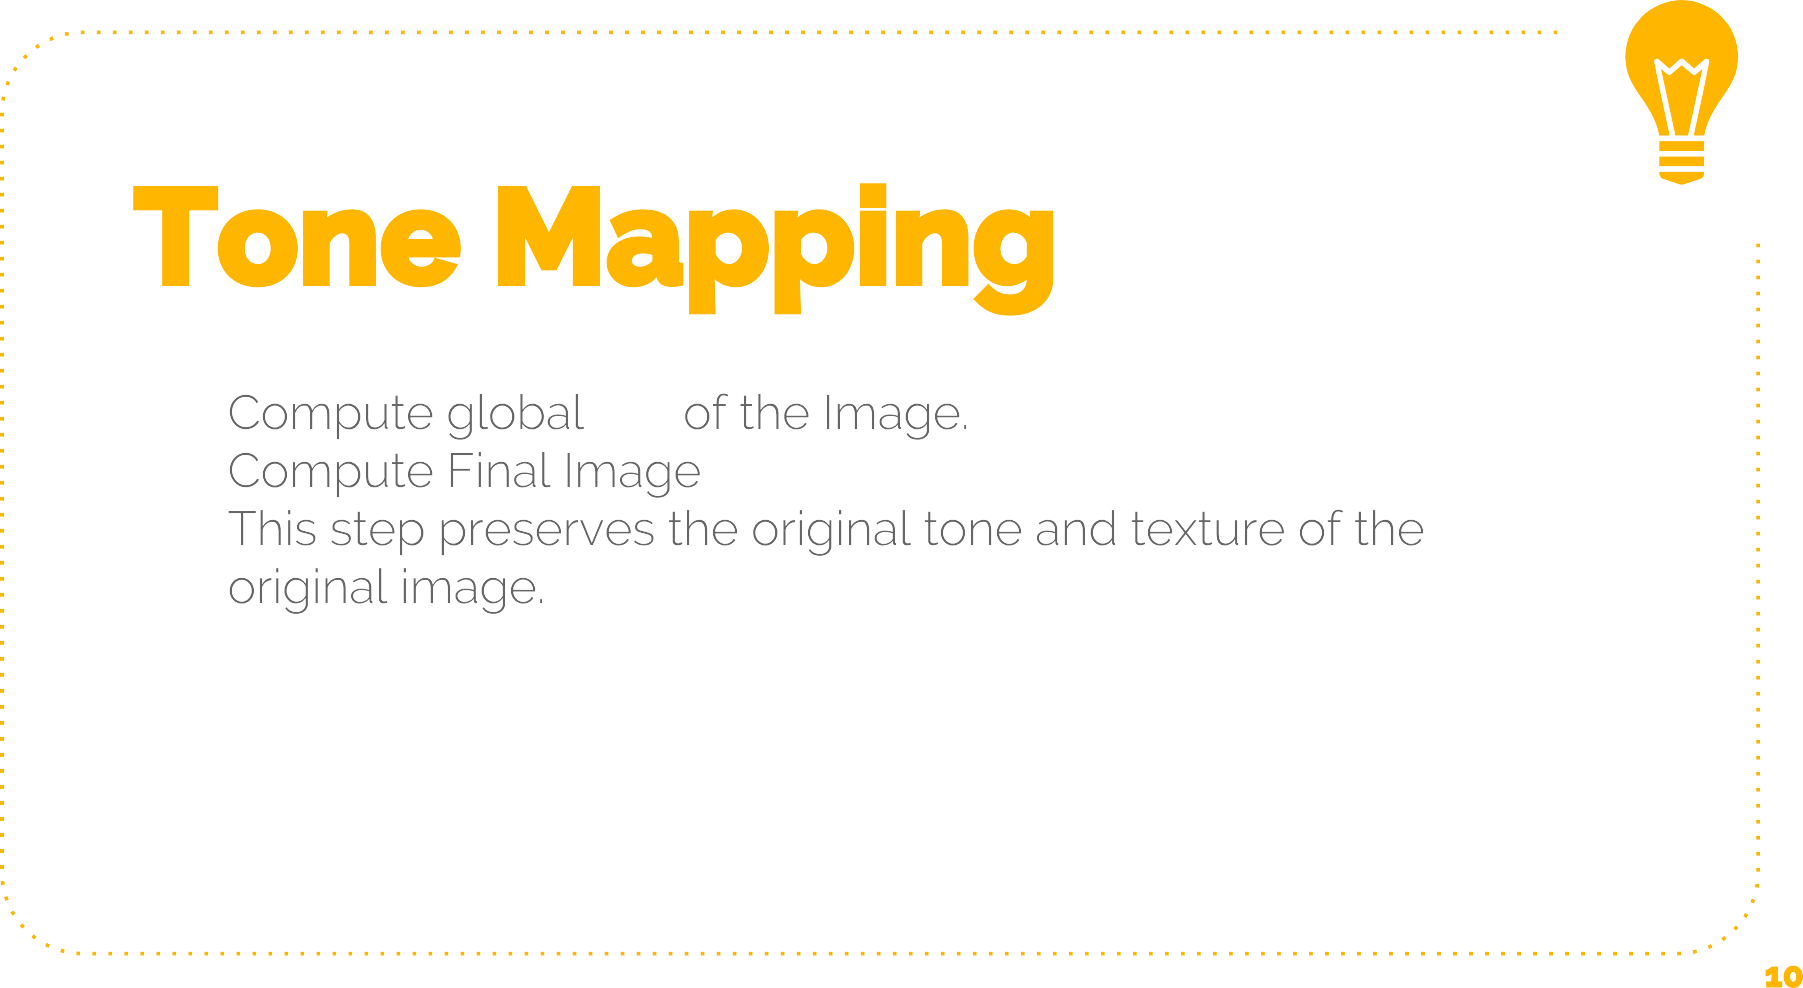 Tone Mapping
Compute global of the Image.
Compute Final Image
This step preserves the original tone and texture of the
original image.
10